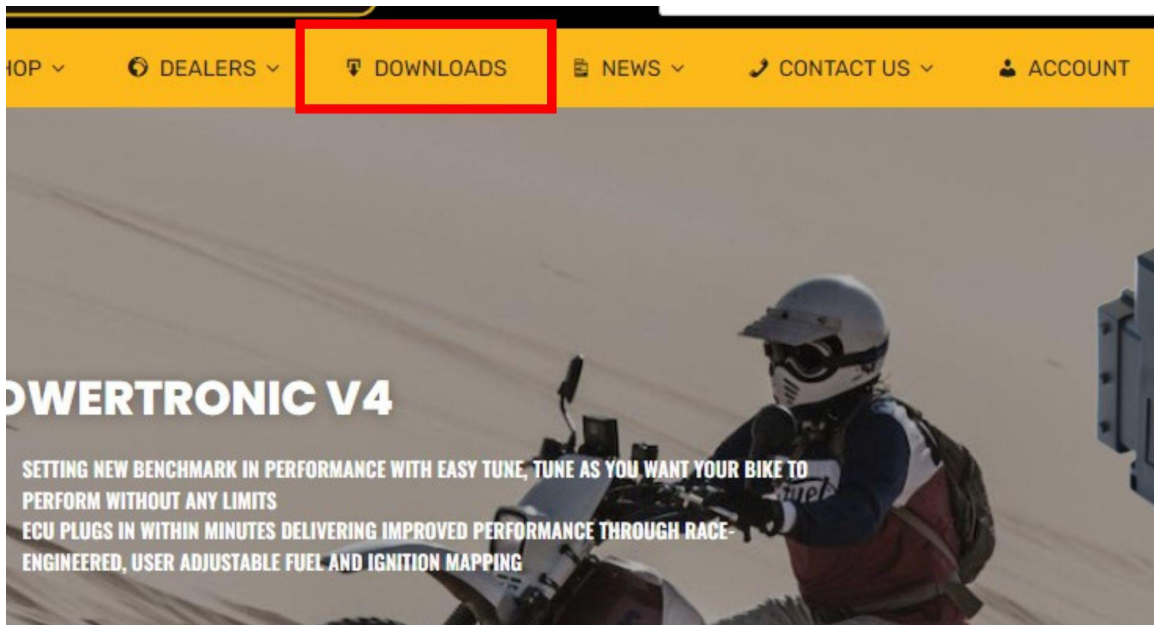 HOP
DEALERS
DOWNLOADS
NEWS
CONTACT US
ACCOUNT
OWERTRONIC V4
SETTING NEW BENCHMARK IN PERFORMANCE WITH EASY TUNE, TUNE AS YOU WANT YOUR BIKE TO
PERFORM WITHOUT ANY LIMITS
ECU PLUGS IN WITHIN MINUTES DELIVERING IMPROVED PERFORMANCE THROUGH RACE-
ENGINEERED, USER ADJUSTABLE FUEL AND IGNITION MAPPING
fuel